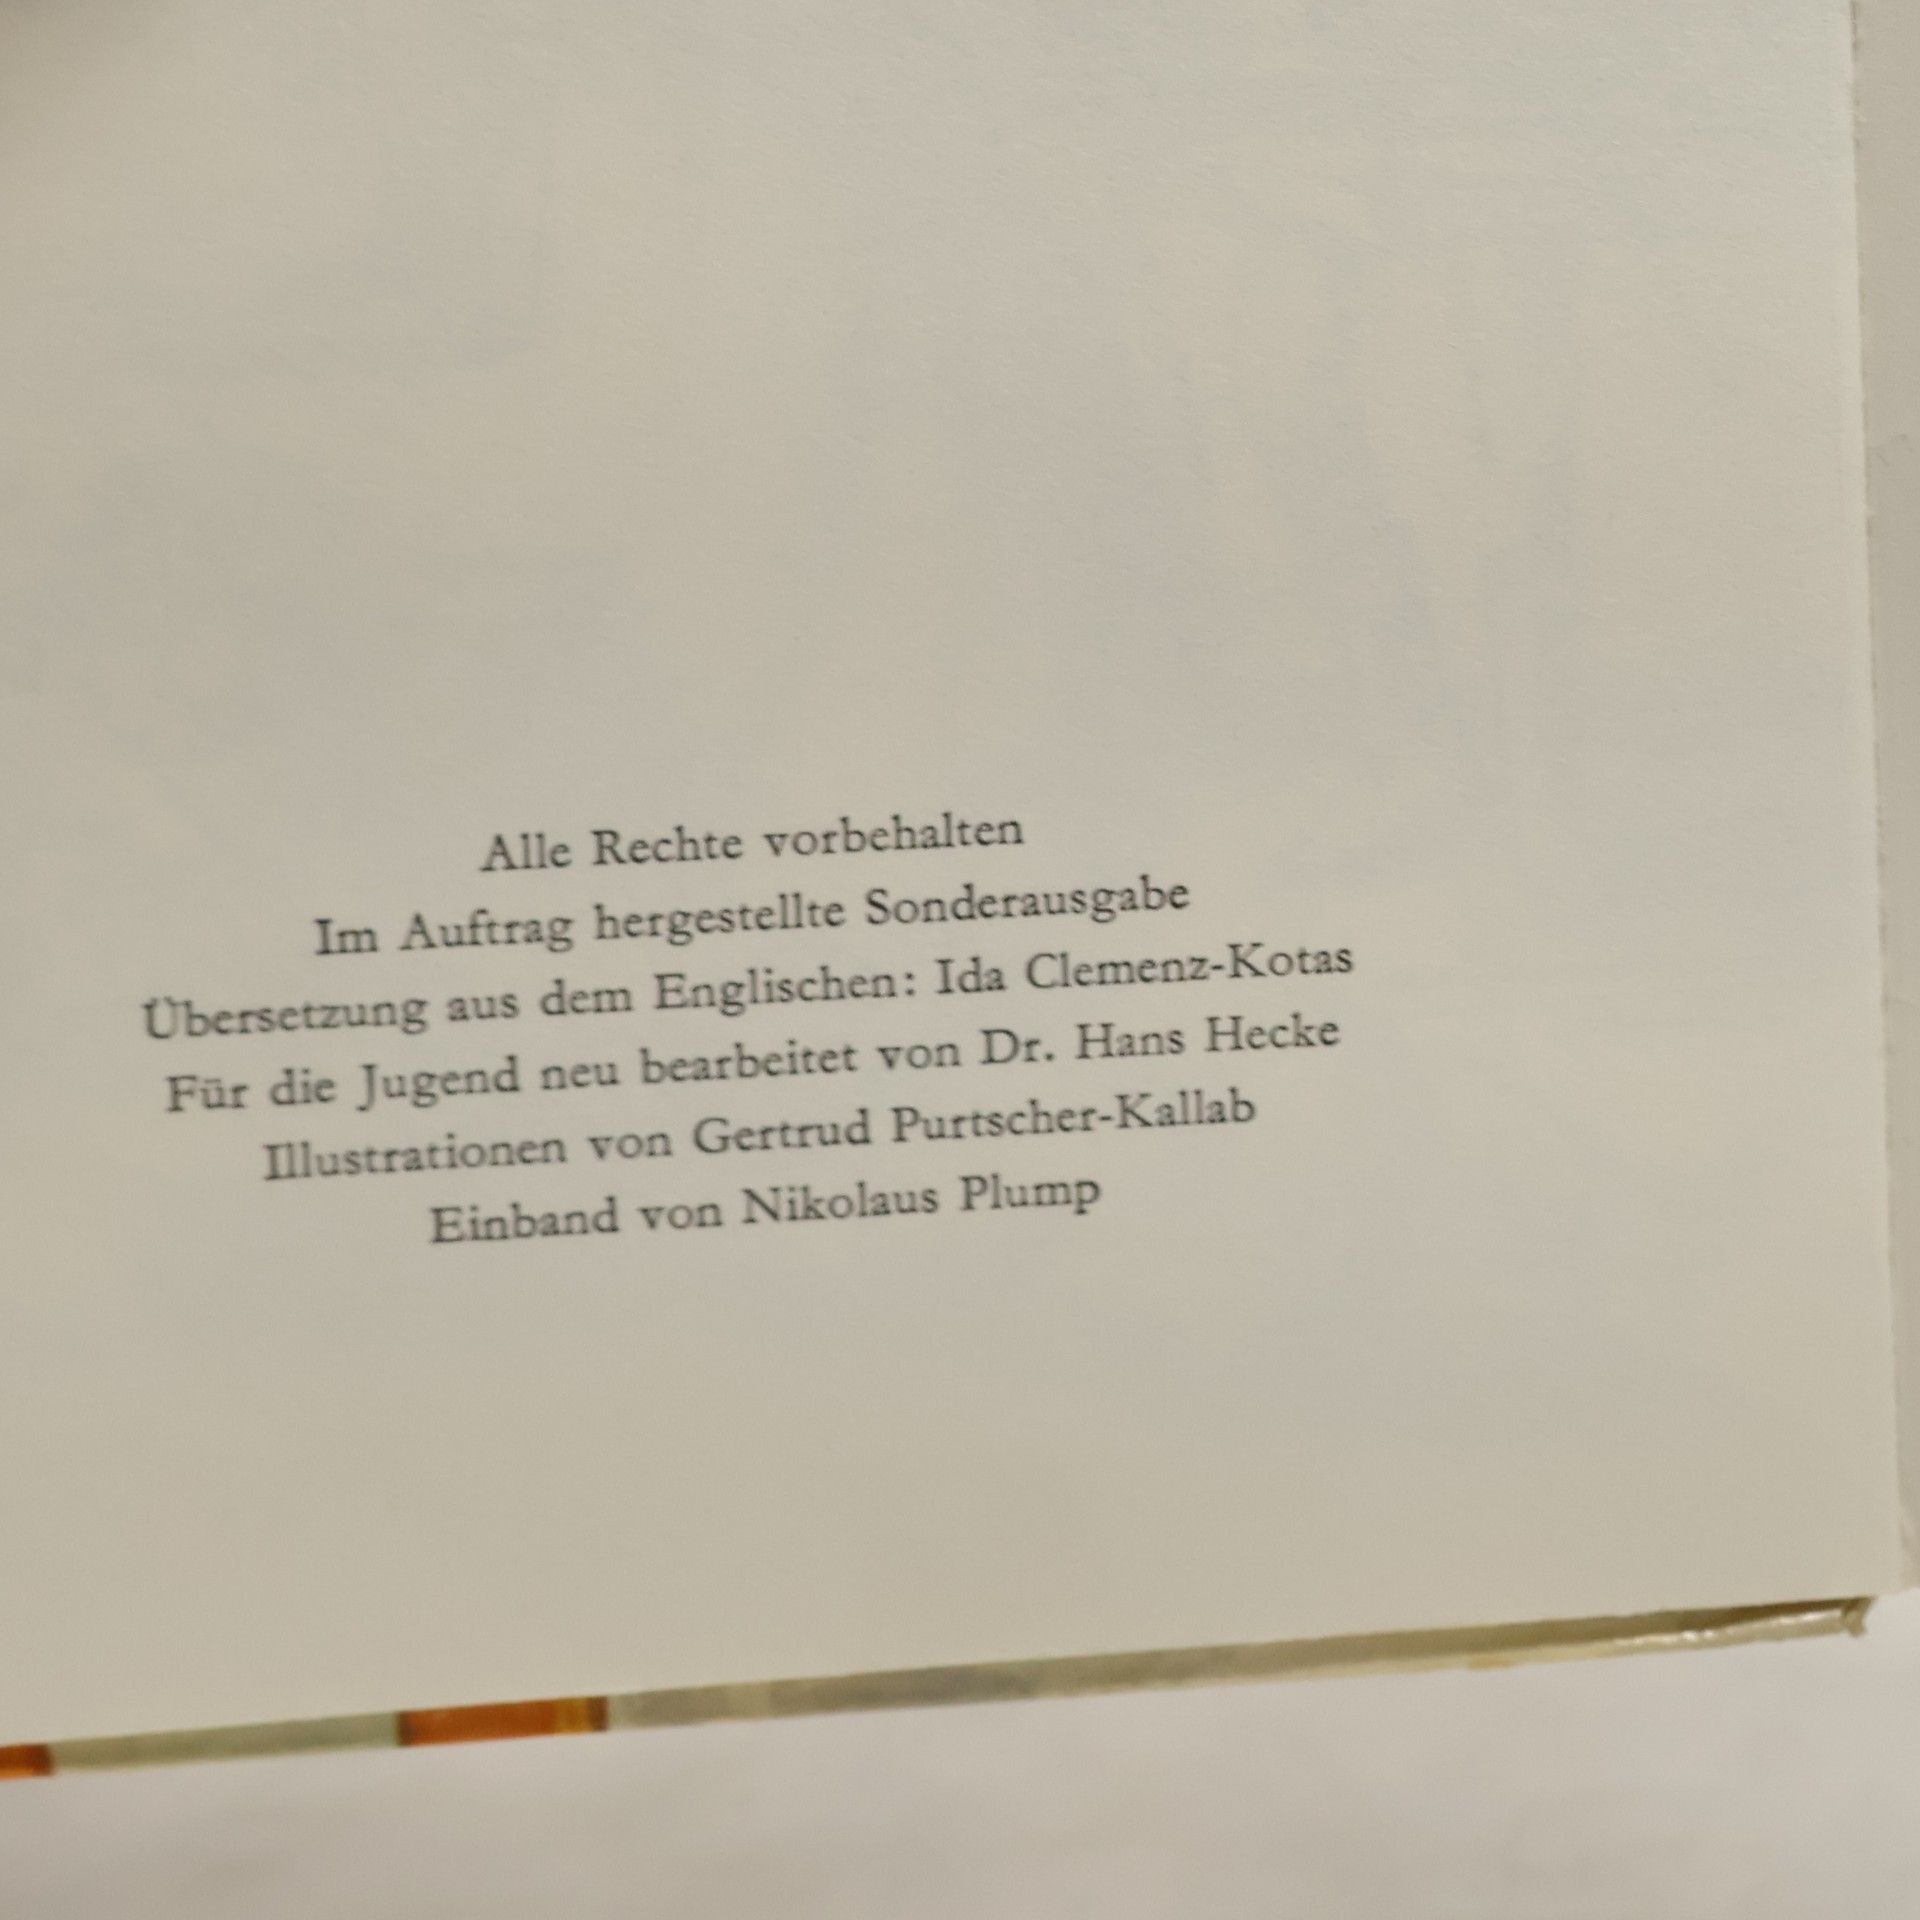 Alle Rechte vorbehalten
Im Auftrag hergestellte Sonderausgabe
Übersetzung aus dem Englischen: Ida Clemenz-Kotas
Für die Jugend neu bearbeitet von Dr. Hans Hecke
Illustrationen von Gertrud Purtscher-Kallab
Einband von Nikolaus Plump